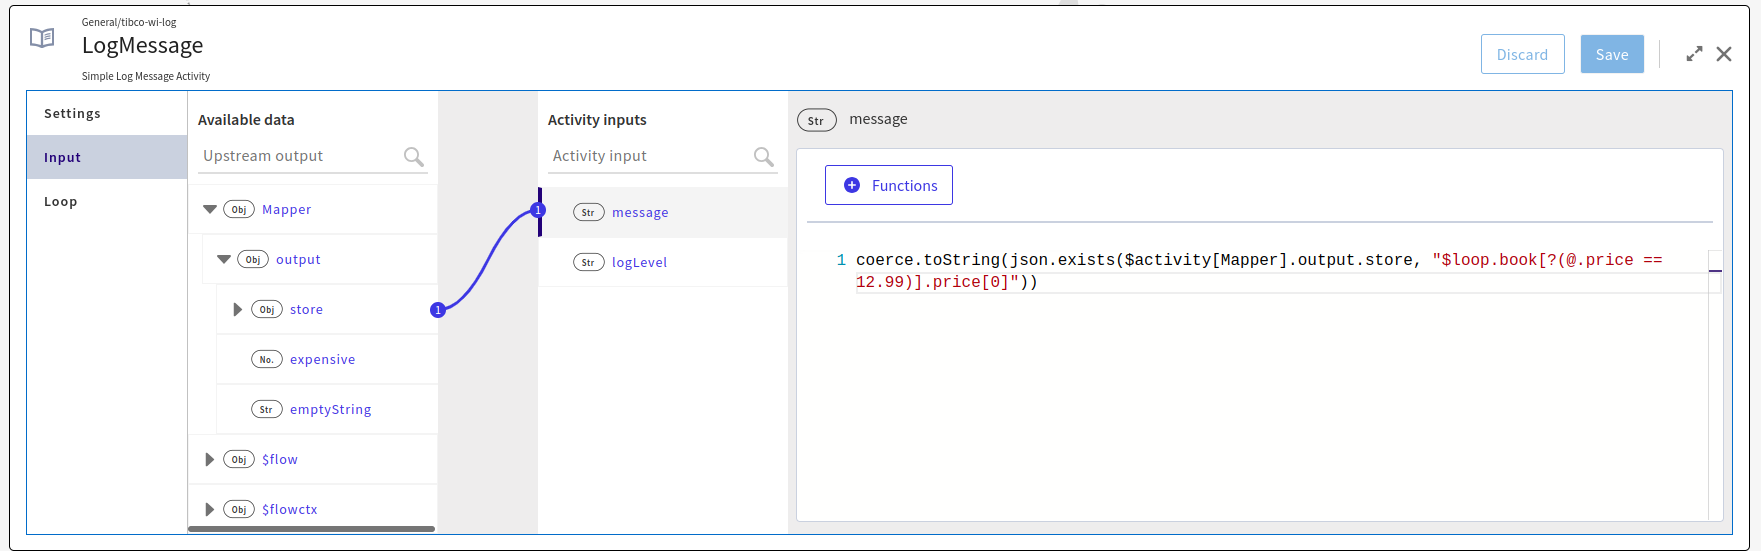 General/tibco-wi-log
LogMessage
Simple Log Message Activity
Discard
Save
Settings
Input
Loop
Available data
Upstream output
Obj Mapper
Obj output
Obj store 1
No. expensive
Str emptyString
Obj $flow
Obj $flowctx
Activity inputs
Activity input
1 Str message
Str logLevel
Str message
+ Functions
1 coerce.toString(json.exists($activity[Mapper].output.store, "$loop.book[?(@.price ==
12.99)].price[0]"))